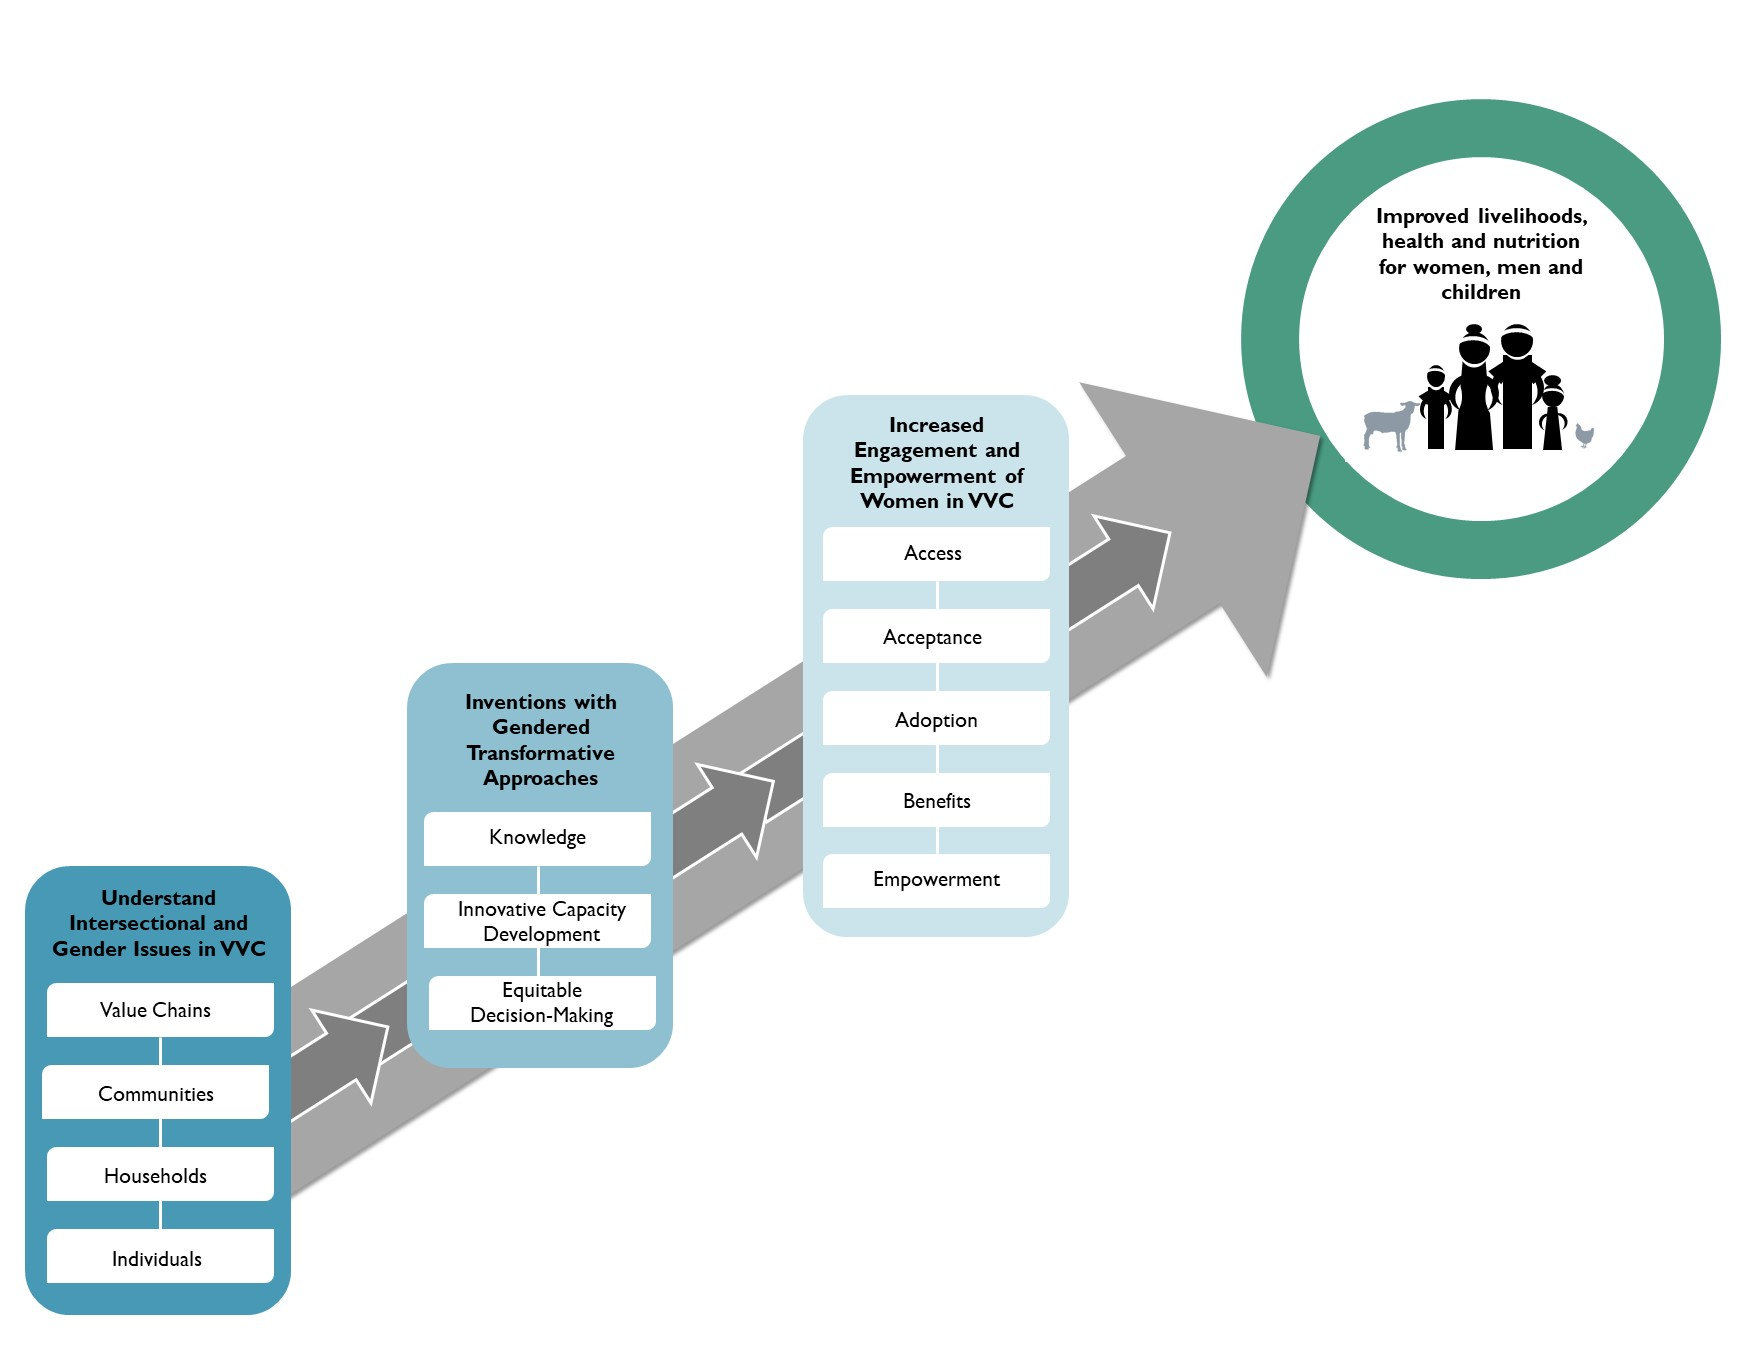 Improved livelihoods,
health and nutrition
for women, men and
children
Increased
Engagement and
Empowerment of
Women in VVC
Access
Acceptance
Adoption
Benefits
Empowerment
Inventions with
Gendered
Transformative
Approaches
Knowledge
Innovative Capacity
Development
Equitable
Decision-Making
Understand
Intersectional and
Gender Issues in VVC
Value Chains
Communities
Households
Individuals